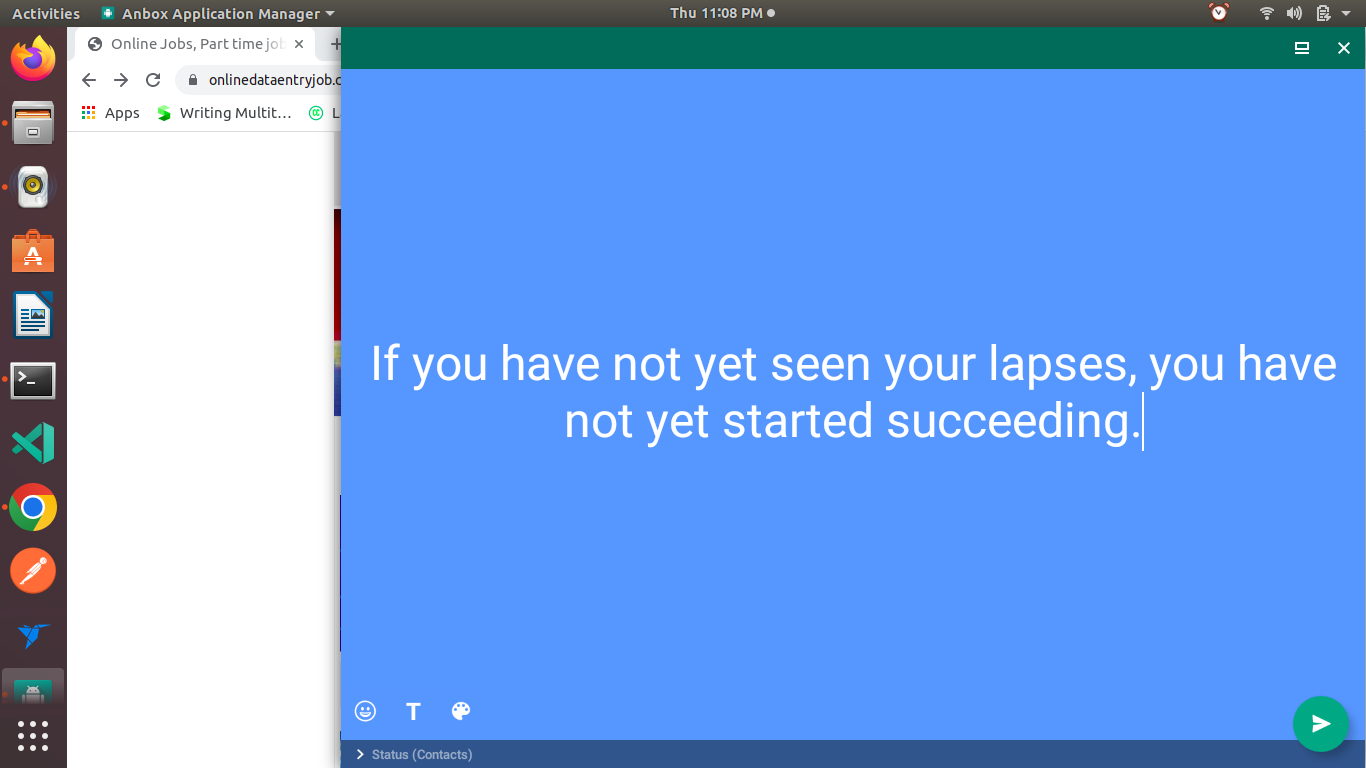 Activities
Anbox Application Manager
Thu 11:08 PM
Online Jobs, Part time job
onlinedataentryjob.c
Apps
Writing Multit…
If you have not yet seen your lapses, you have
not yet started succeeding.
T
Status (Contacts)